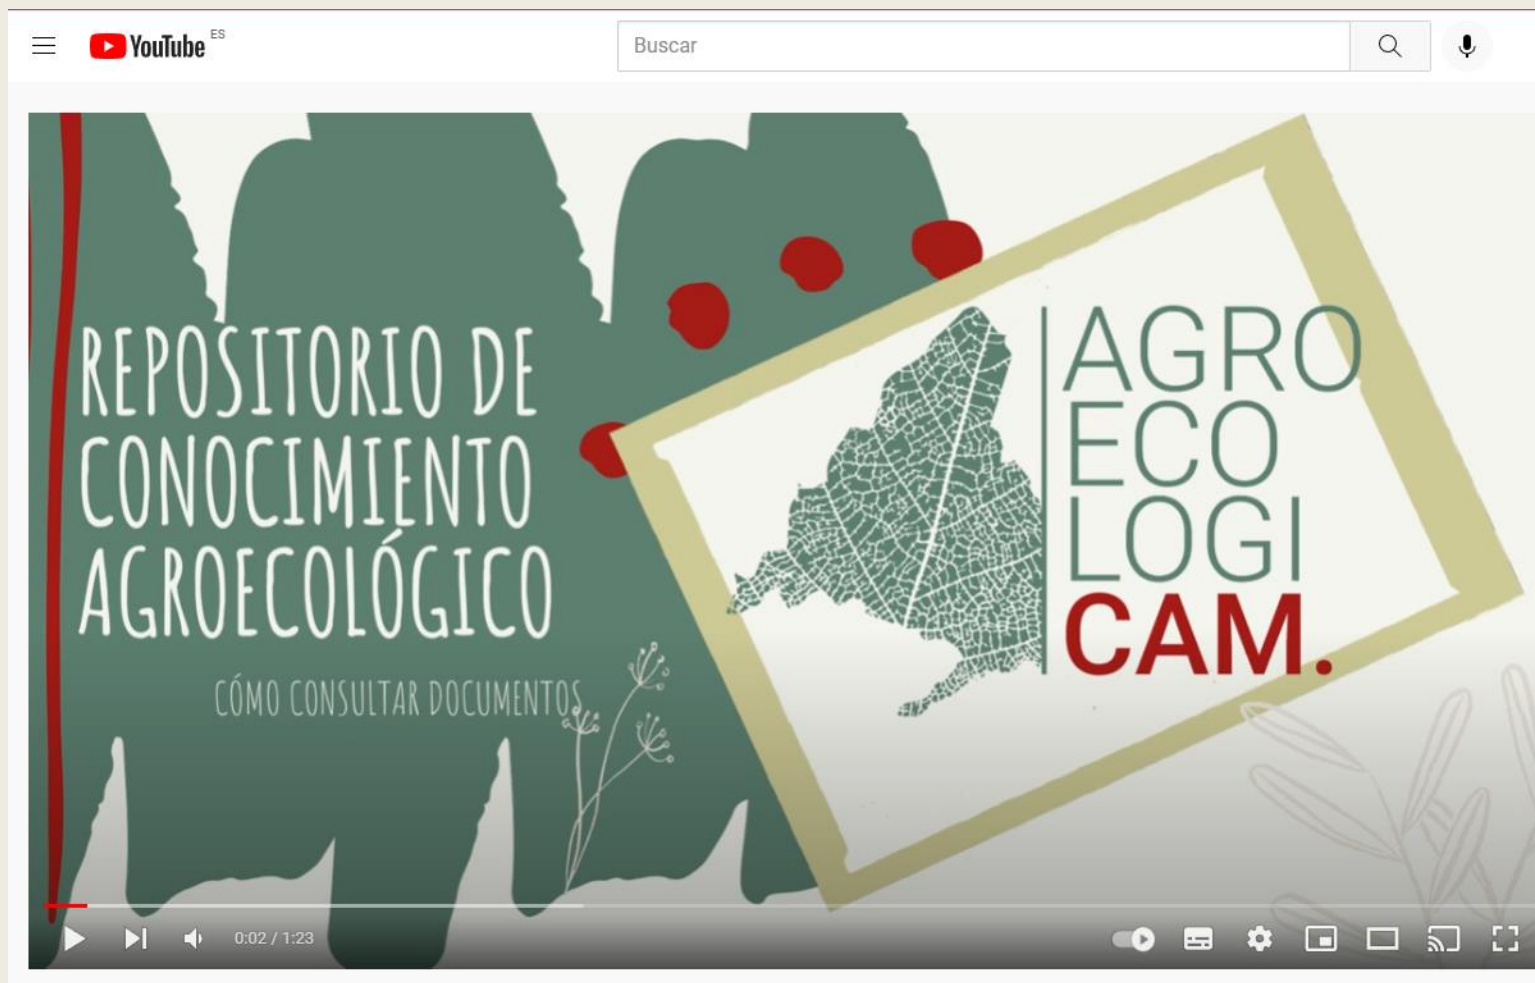 YouTube ES
Buscar
REPOSITORIO DE
CONOCIMIENTO
AGROECOLÓGICO
CÓMO CONSULTAR DOCUMENTOS
AGRO
ECO
LOGI
CAM.
0:02 / 1:23